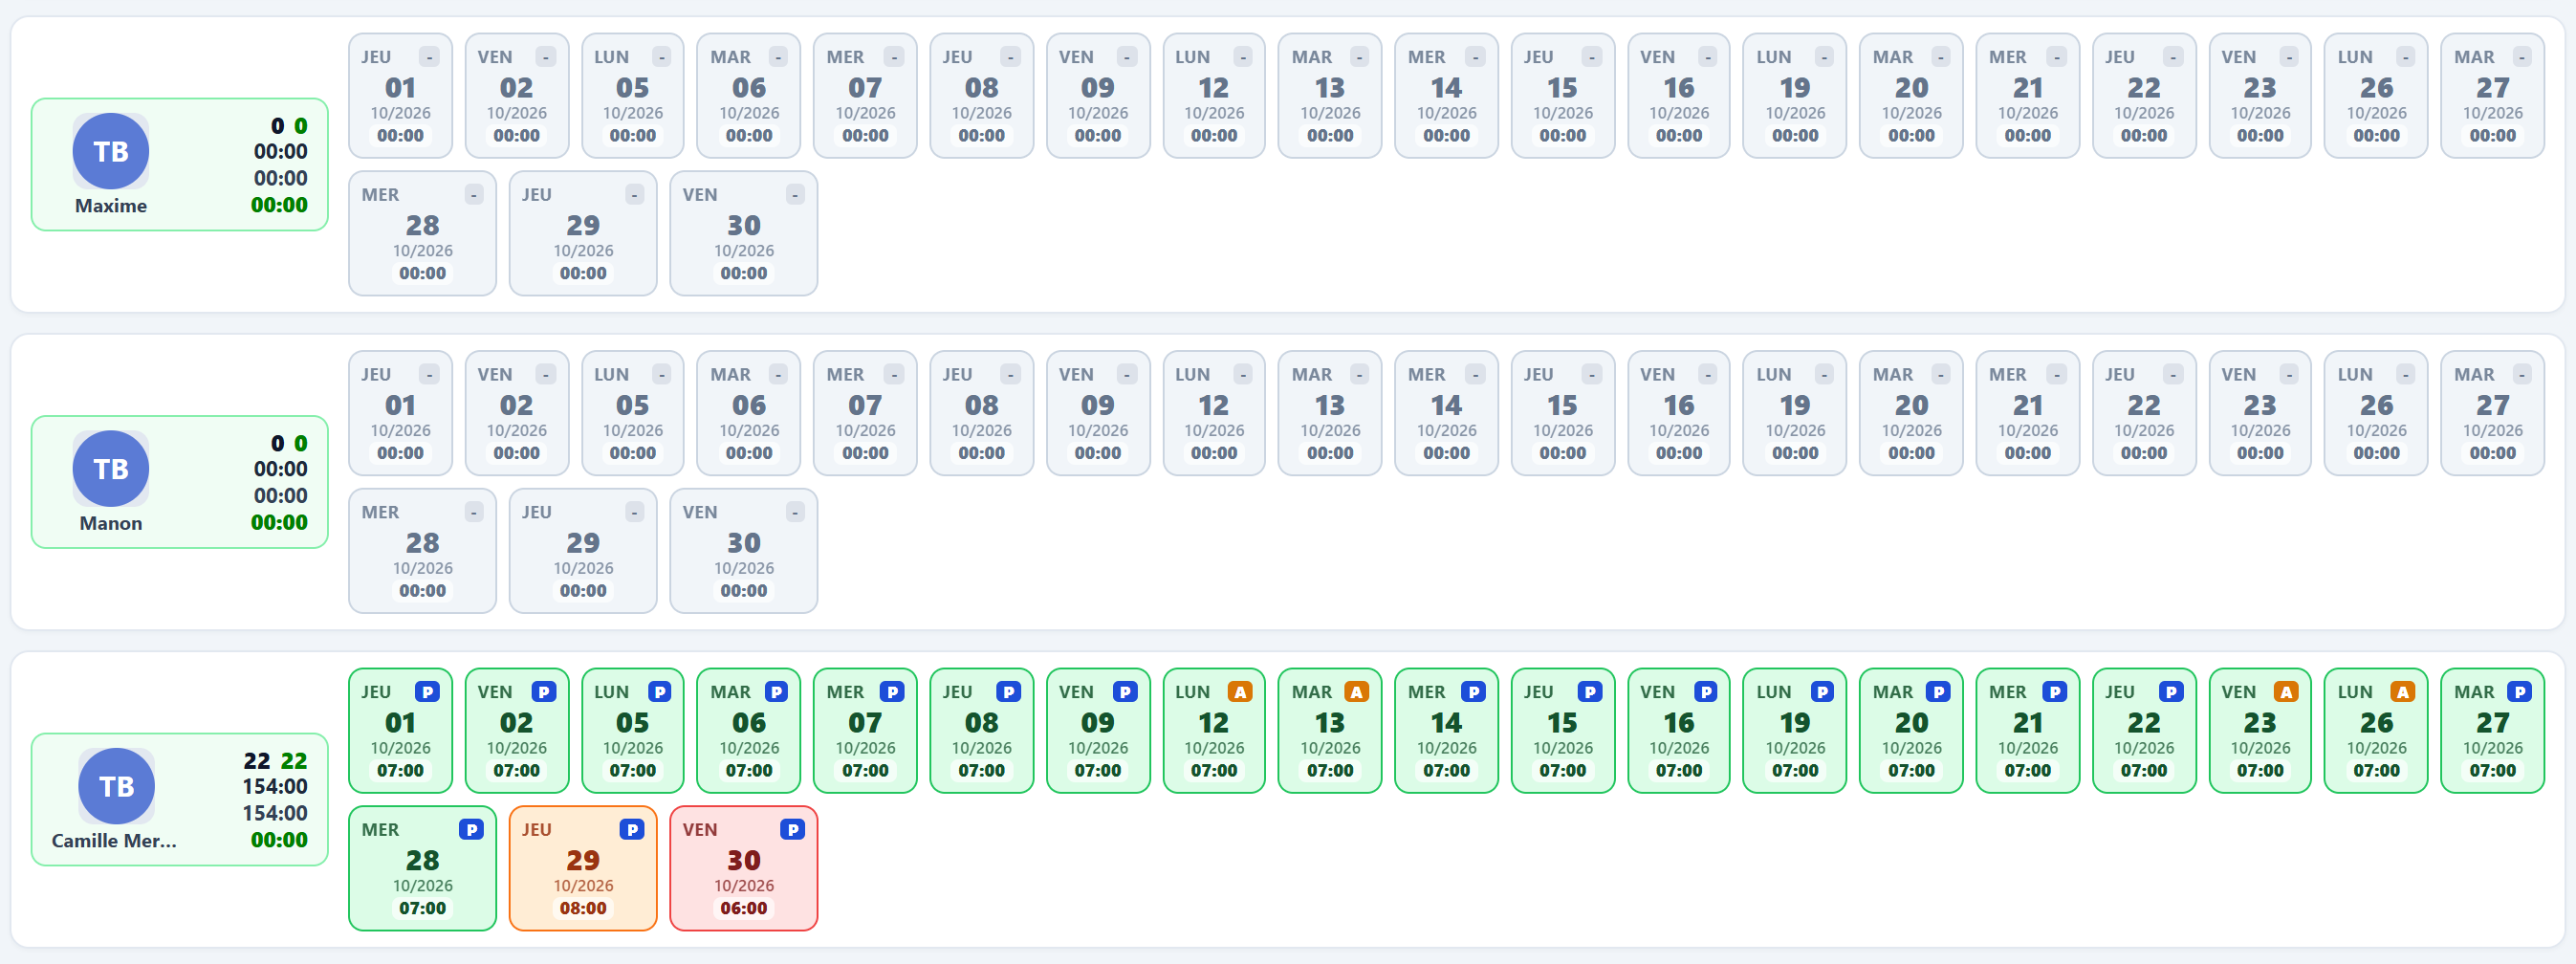 TB
Maxime
0 0
00:00
00:00
00:00
JEU - VEN - LUN - MAR - MER - JEU - VEN - LUN - MAR - MER - JEU - VEN - LUN - MAR - MER - JEU - VEN - LUN - MAR -
01 02 05 06 07 08 09 12 13 14 15 16 19 20 21 22 23 26 27
10/2026 10/2026 10/2026 10/2026 10/2026 10/2026 10/2026 10/2026 10/2026 10/2026 10/2026 10/2026 10/2026 10/2026 10/2026 10/2026 10/2026 10/2026 10/2026
00:00 00:00 00:00 00:00 00:00 00:00 00:00 00:00 00:00 00:00 00:00 00:00 00:00 00:00 00:00 00:00 00:00 00:00 00:00
MER - JEU - VEN -
28 29 30
10/2026 10/2026 10/2026
00:00 00:00 00:00
TB
Manon
0 0
00:00
00:00
00:00
JEU - VEN - LUN - MAR - MER - JEU - VEN - LUN - MAR - MER - JEU - VEN - LUN - MAR - MER - JEU - VEN - LUN - MAR -
01 02 05 06 07 08 09 12 13 14 15 16 19 20 21 22 23 26 27
10/2026 10/2026 10/2026 10/2026 10/2026 10/2026 10/2026 10/2026 10/2026 10/2026 10/2026 10/2026 10/2026 10/2026 10/2026 10/2026 10/2026 10/2026 10/2026
00:00 00:00 00:00 00:00 00:00 00:00 00:00 00:00 00:00 00:00 00:00 00:00 00:00 00:00 00:00 00:00 00:00 00:00 00:00
MER - JEU - VEN -
28 29 30
10/2026 10/2026 10/2026
00:00 00:00 00:00
TB
Camille Mer...
22 22
154:00
154:00
00:00
JEU P VEN P LUN P MAR P MER P JEU P VEN P LUN A MAR A MER P JEU P VEN P LUN P MAR P MER P JEU P VEN A LUN A MAR P
01 02 05 06 07 08 09 12 13 14 15 16 19 20 21 22 23 26 27
10/2026 10/2026 10/2026 10/2026 10/2026 10/2026 10/2026 10/2026 10/2026 10/2026 10/2026 10/2026 10/2026 10/2026 10/2026 10/2026 10/2026 10/2026 10/2026
07:00 07:00 07:00 07:00 07:00 07:00 07:00 07:00 07:00 07:00 07:00 07:00 07:00 07:00 07:00 07:00 07:00 07:00 07:00
MER P JEU P VEN P
28 29 30
10/2026 10/2026 10/2026
07:00 08:00 06:00